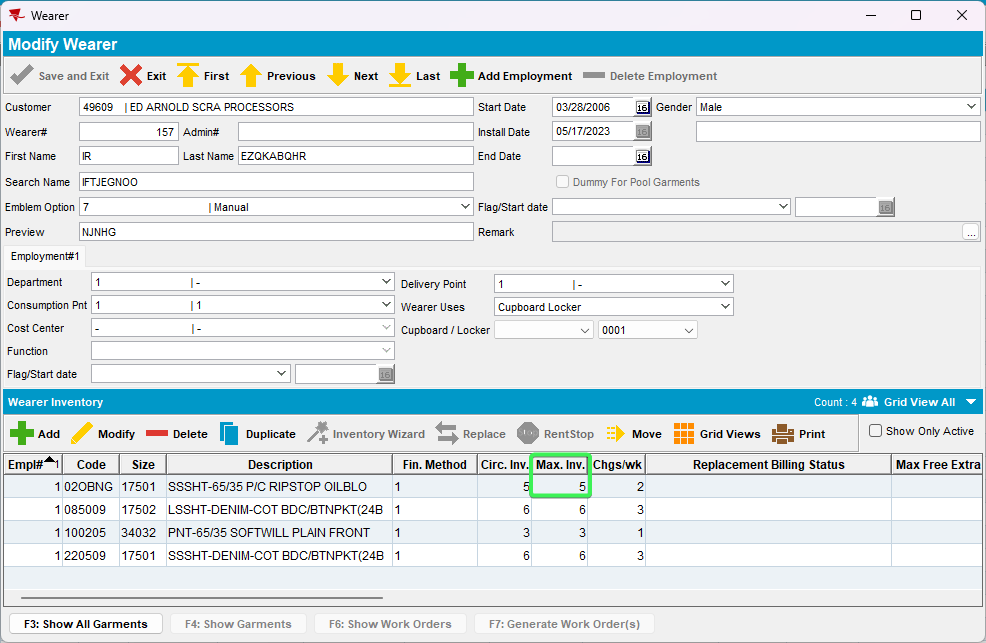 Wearer
Modify Wearer
Save and Exit Exit First Previous Next Last Add Employment Delete Employment
Customer 49609 | ED ARNOLD SCRA PROCESSORS Start Date 03/28/2006 16 Gender Male
Wearer# 157 Admin# Install Date 05/17/2023 16
First Name IR Last Name EZQKABQHR End Date 16
Search Name IFTJEGNOO Dummy For Pool Garments
Emblem Option 7 | Manual Flag/Start date 16
Preview NJNHG Remark ...
Employment#1
Department 1 | - Delivery Point 1 | -
Consumption Pnt 1 | 1 Wearer Uses Cupboard Locker
Cost Center - | - Cupboard / Locker 0001
Function
Flag/Start date 16
Wearer Inventory Count : 4 Grid View All
Add Modify Delete Duplicate Inventory Wizard Replace RentStop Move Grid Views Print Show Only Active
Empl# 1 Code Size Description Fin. Method Circ. Inv. Max. Inv. Chgs/wk Replacement Billing Status Max Free Extra
1 02OBNG 17501 SSSHT-65/35 P/C RIPSTOP OILBLO 1 5 5 2
1 085009 17502 LSSHT-DENIM-COT BDC/BTNPKT(24B 1 6 6 3
1 100205 34032 PNT-65/35 SOFTWILL PLAIN FRONT 1 3 3 1
1 220509 17501 SSSHT-DENIM-COT BDC/BTNPKT(24B 1 6 6 3
F3: Show All Garments F4: Show Garments F6: Show Work Orders F7: Generate Work Order(s)